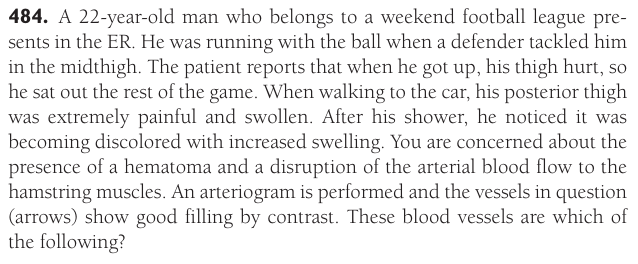 484. A 22-year-old man who belongs to a weekend football league pre-
sents in the ER. He was running with the ball when a defender tackled him
in the midthigh. The patient reports that when he got up, his thigh hurt, so
he sat out the rest of the game. When walking to the car, his posterior thigh
was extremely painful and swollen. After his shower, he noticed it was
becoming discolored with increased swelling. You are concerned about the
presence of a hematoma and a disruption of the arterial blood flow to the
hamstring muscles. An arteriogram is performed and the vessels in question
(arrows) show good filling by contrast. These blood vessels are which of
the following?